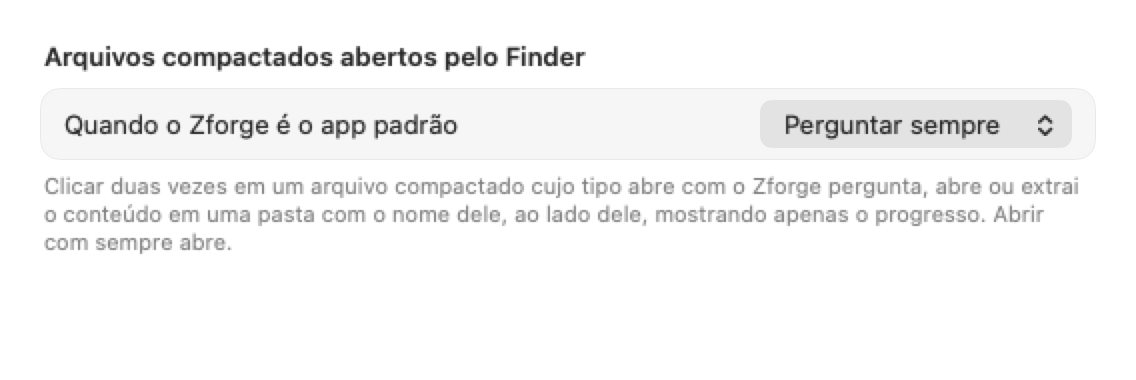 Arquivos compactados abertos pelo Finder
Quando o Zforge é o app padrão
Perguntar sempre
Clicar duas vezes em um arquivo compactado cujo tipo abre com o Zforge pergunta, abre ou extrai
o conteúdo em uma pasta com o nome dele, ao lado dele, mostrando apenas o progresso. Abrir
com sempre abre.